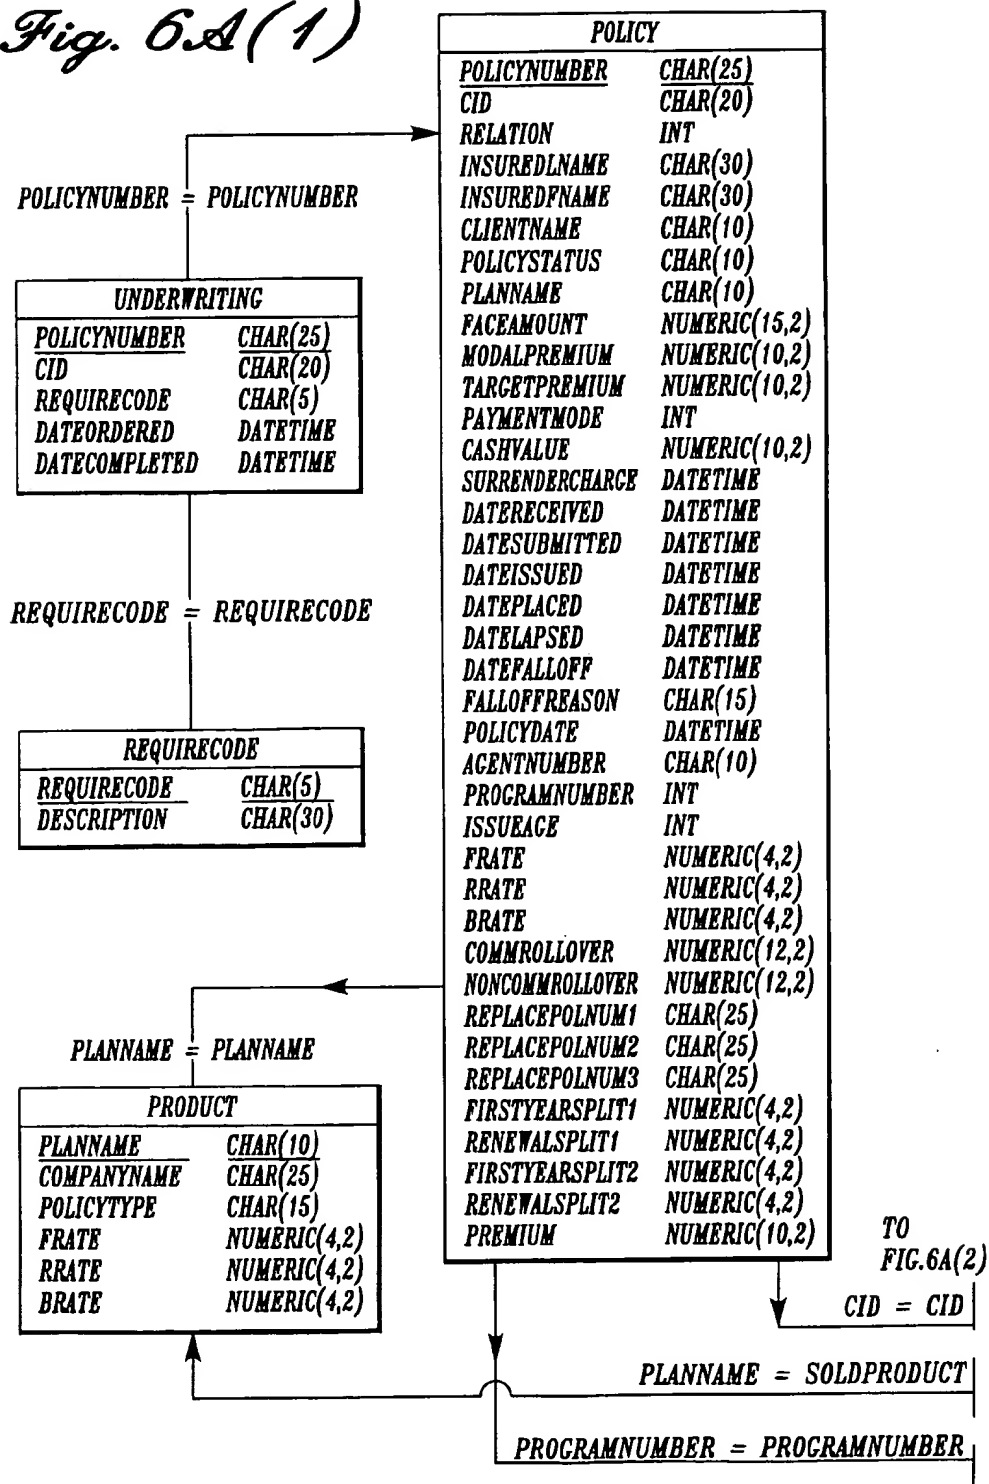 Fig. 6A(1)
POLICY
POLICYNUMBER CHAR(25)
CID CHAR(20)
RELATION INT
INSUREDLNAME CHAR(30)
INSUREDFNAME CHAR(30)
CLIENTNAME CHAR(10)
POLICYSTATUS CHAR(10)
PLANNAME CHAR(10)
FACEAMOUNT NUMERIC(15,2)
MODALPREMIUM NUMERIC(10,2)
TARGETPREMIUM NUMERIC(10,2)
PAYMENTMODE INT
CASHVALUE NUMERIC(10,2)
SURRENDERCHARGE DATETIME
DATERECEIVED DATETIME
DATESUBMITTED DATETIME
DATEISSUED DATETIME
DATEPLACED DATETIME
DATELAPSED DATETIME
DATEFALLOFF DATETIME
FALLOFFREASON CHAR(15)
POLICYDATE DATETIME
AGENTNUMBER CHAR(10)
PROGRAMNUMBER INT
ISSUEAGE INT
FRATE NUMERIC(4,2)
RRATE NUMERIC(4,2)
BRATE NUMERIC(4,2)
COMMROLLOVER NUMERIC(12,2)
NONCOMMROLLOVER NUMERIC(12,2)
REPLACEPOLNUM1 CHAR(25)
REPLACEPOLNUM2 CHAR(25)
REPLACEPOLNUM3 CHAR(25)
FIRSTYEARSPLIT1 NUMERIC(4,2)
RENEWALSPLIT1 NUMERIC(4,2)
FIRSTYEARSPLIT2 NUMERIC(4,2)
RENEWALSPLIT2 NUMERIC(4,2)
PREMIUM NUMERIC(10,2)
POLICYNUMBER = POLICYNUMBER
UNDERWRITING
POLICYNUMBER CHAR(25)
CID CHAR(20)
REQUIRECODE CHAR(5)
DATEORDERED DATETIME
DATECOMPLETED DATETIME
REQUIRECODE = REQUIRECODE
REQUIRECODE
REQUIRECODE CHAR(5)
DESCRIPTION CHAR(30)
PLANNAME = PLANNAME
PRODUCT
PLANNAME CHAR(10)
COMPANYNAME CHAR(25)
POLICYTYPE CHAR(15)
FRATE NUMERIC(4,2)
RRATE NUMERIC(4,2)
BRATE NUMERIC(4,2)
TO
FIG.6A(2)
CID = CID
PLANNAME = SOLDPRODUCT
PROGRAMNUMBER = PROGRAMNUMBER